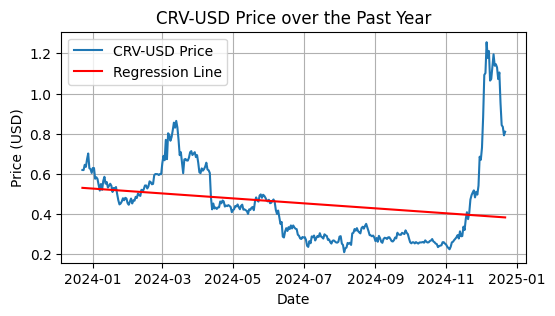 CRV-USD Price over the Past Year
CRV-USD Price
Regression Line
Price (USD)
1.2
1.0
0.8
0.6
0.4
0.2
2024-01 2024-03 2024-05 2024-07 2024-09 2024-11 2025-01
Date